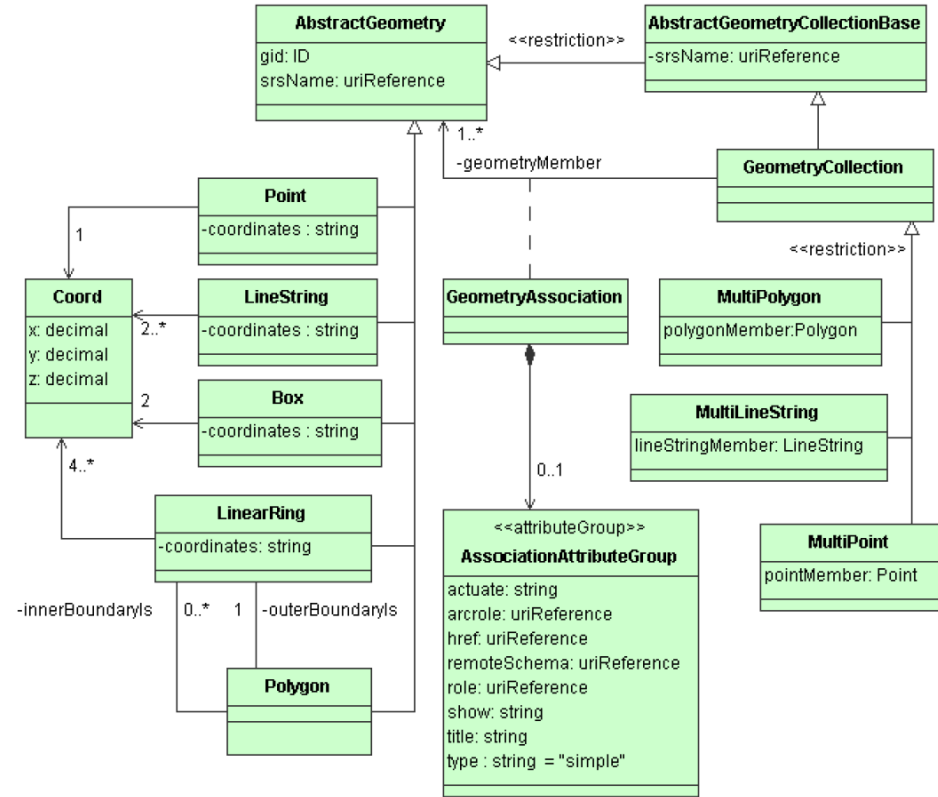 AbstractGeometry
gid: ID
srsName: uriReference
<<restriction>>
AbstractGeometryCollectionBase
-srsName: uriReference
1..*
-geometryMember
GeometryCollection
<<restriction>>
Point
-coordinates : string
1
Coord
x: decimal
y: decimal
z: decimal
LineString
-coordinates : string
2..*
Box
-coordinates : string
2
4..*
LinearRing
-coordinates: string
-innerBoundaryIs
0..*
1
-outerBoundaryIs
Polygon
GeometryAssociation
0..1
<<attributeGroup>>
AssociationAttributeGroup
actuate: string
arcrole: uriReference
href: uriReference
remoteSchema: uriReference
role: uriReference
show: string
title: string
type : string = "simple"
MultiPolygon
polygonMember:Polygon
MultiLineString
lineStringMember: LineString
MultiPoint
pointMember: Point